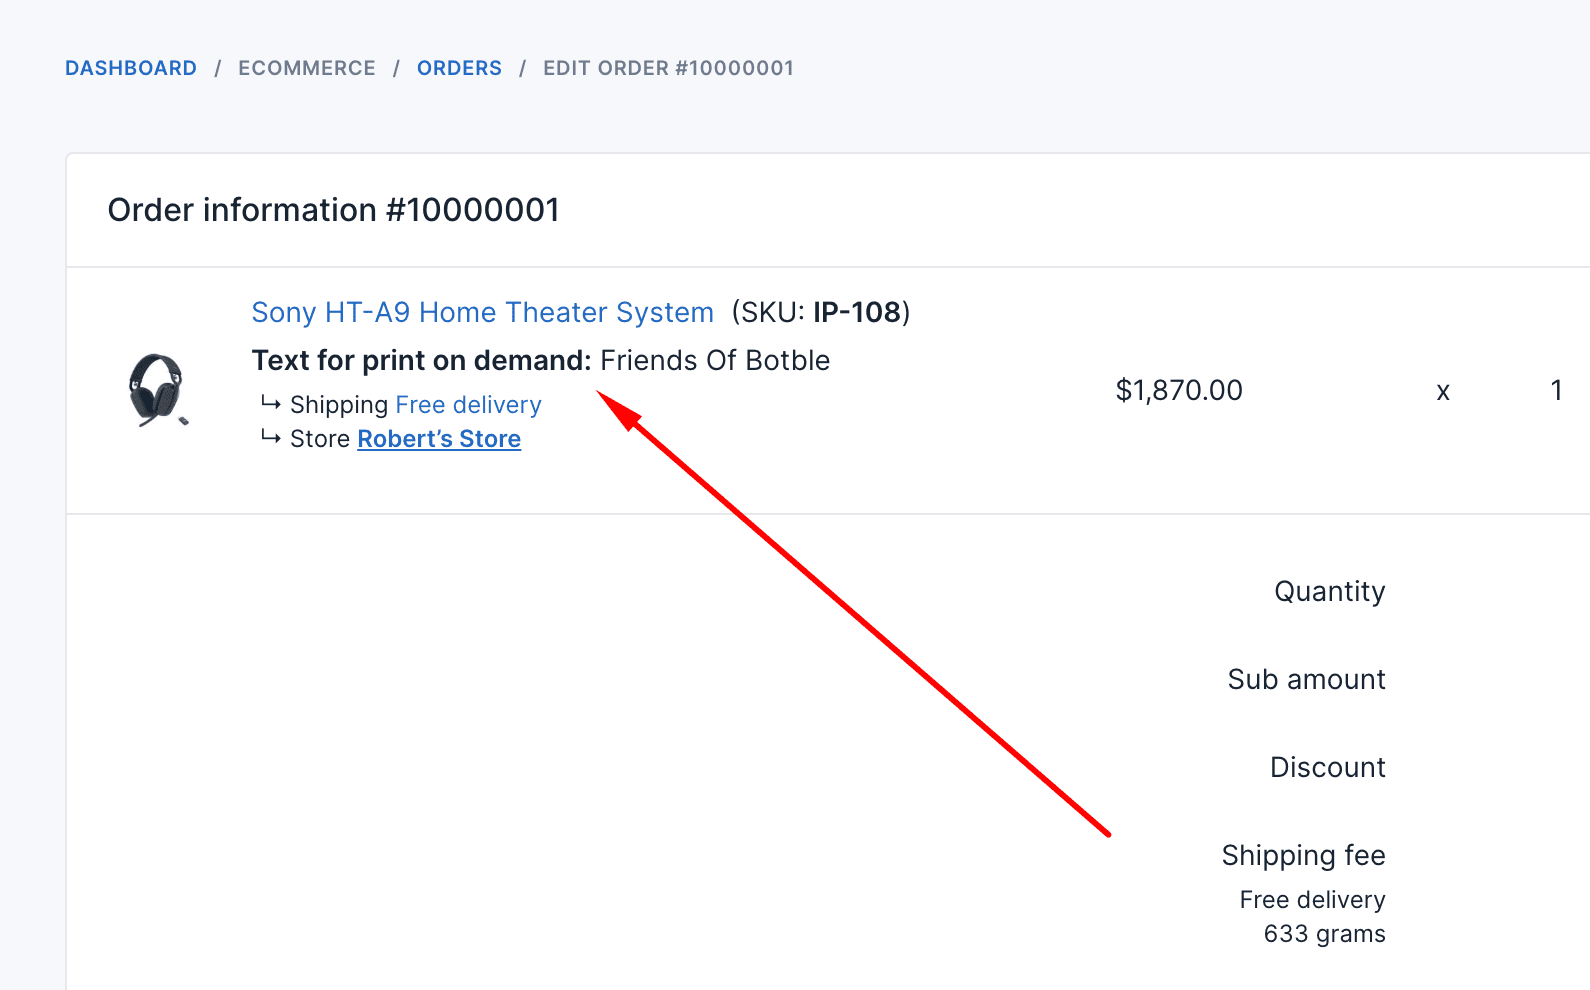 DASHBOARD / ECOMMERCE / ORDERS / EDIT ORDER #10000001
Order information #10000001
Sony HT-A9 Home Theater System (SKU: IP-108)
Text for print on demand: Friends Of Botble
↳ Shipping Free delivery
↳ Store Robert’s Store
$1,870.00 x 1
Quantity
Sub amount
Discount
Shipping fee
Free delivery
633 grams